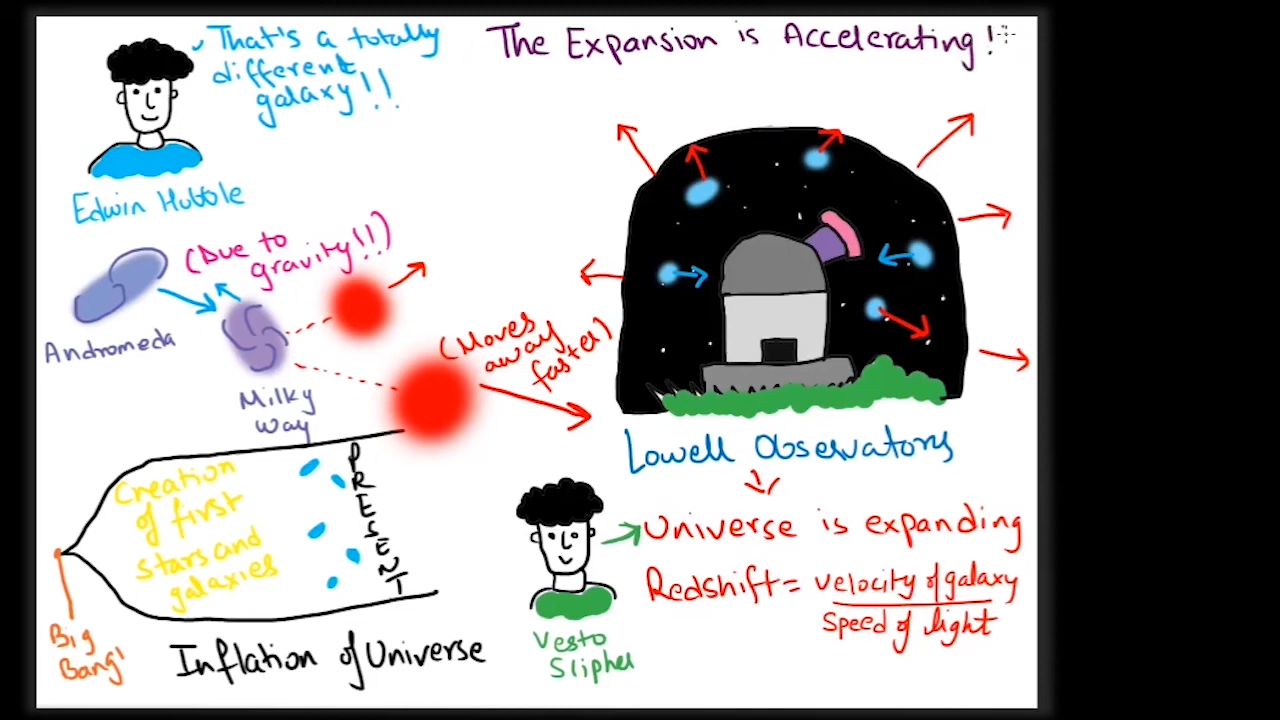 The Expansion is Accelerating!
That's a totally
different
galaxy!!
Edwin Hubble
(Due to
gravity!!)
Andromeda
Milky
way
(Moves
away
faster)
Lowell Observatory
Creation
of first
stars and
galaxies
PRESENT
Big
Bang'
Inflation of Universe
Vesto
Slipher
Universe is expanding
Redshift = velocity of galaxy
speed of light